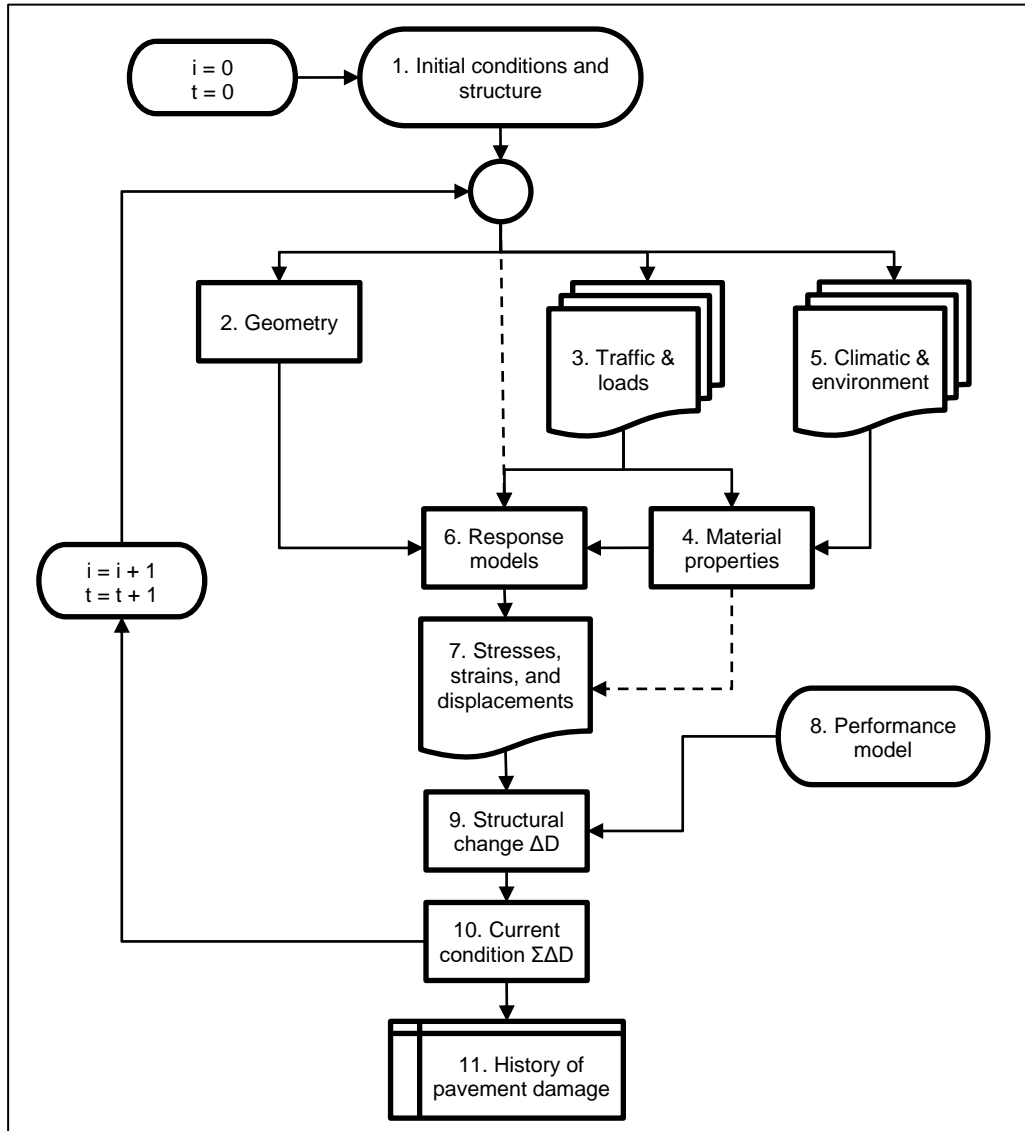 i = 0
t = 0
1. Initial conditions and
structure
2. Geometry
3. Traffic &
loads
5. Climatic &
environment
6. Response
models
4. Material
properties
i = i + 1
t = t + 1
7. Stresses,
strains, and
displacements
8. Performance
model
9. Structural
change ΔD
10. Current
condition ΣΔD
11. History of
pavement damage